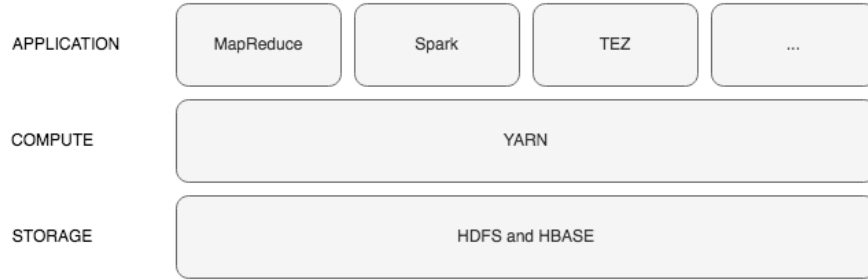 APPLICATION MapReduce Spark TEZ ...
COMPUTE YARN
STORAGE HDFS and HBASE